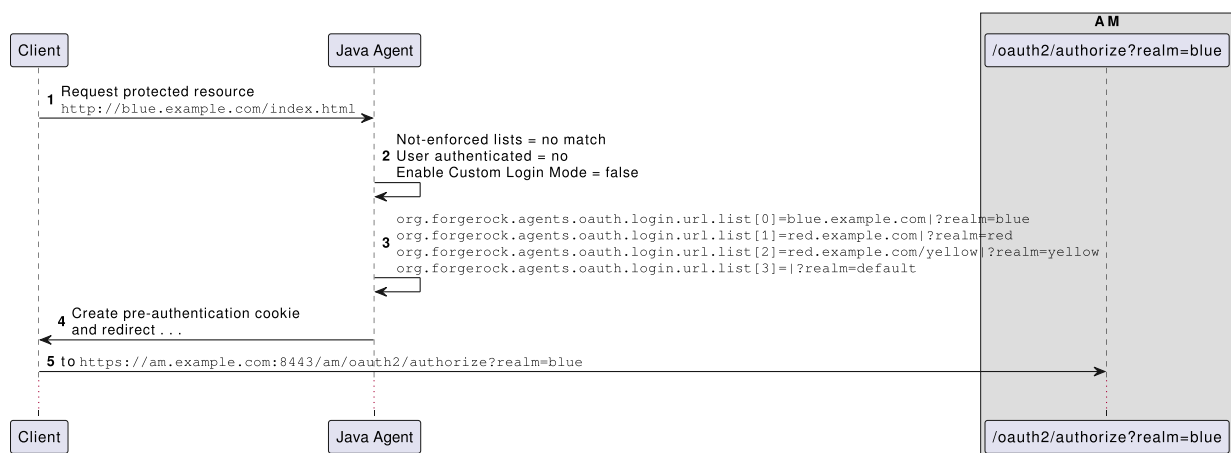 AM
Client
Java Agent
/oauth2/authorize?realm=blue
1 Request protected resource
http://blue.example.com/index.html
Not-enforced lists = no match
2 User authenticated = no
Enable Custom Login Mode = false
org.forgerock.agents.oauth.login.url.list[0]=blue.example.com|?realm=blue
3 org.forgerock.agents.oauth.login.url.list[1]=red.example.com|?realm=red
org.forgerock.agents.oauth.login.url.list[2]=red.example.com/yellow|?realm=yellow
org.forgerock.agents.oauth.login.url.list[3]=|?realm=default
4 Create pre-authentication cookie
and redirect . . .
5 to https://am.example.com:8443/am/oauth2/authorize?realm=blue
Client
Java Agent
/oauth2/authorize?realm=blue